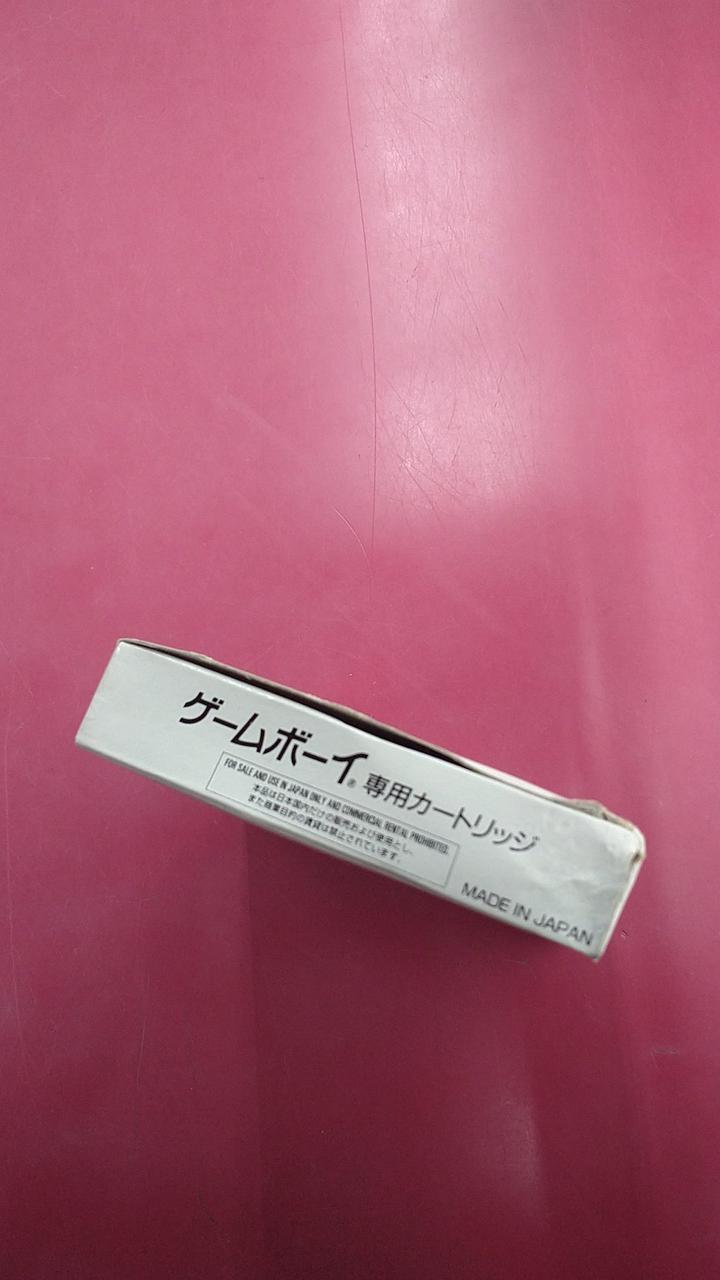 ゲームボーイ® 専用カートリッジ
FOR SALE AND USE IN JAPAN ONLY AND COMMERCIAL RENTAL PROHIBITED.
本品は日本国内だけの販売および使用とし、
また商業目的の賃貸は禁止されています。
MADE IN JAPAN